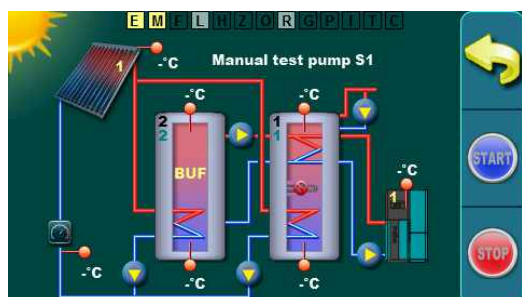 E M F L H Z O R G P I T C
Manual test pump S1
1
-°C
-°C
-°C
2
2
1
1
BUF
START
-°C
1
STOP
-°C
-°C
-°C